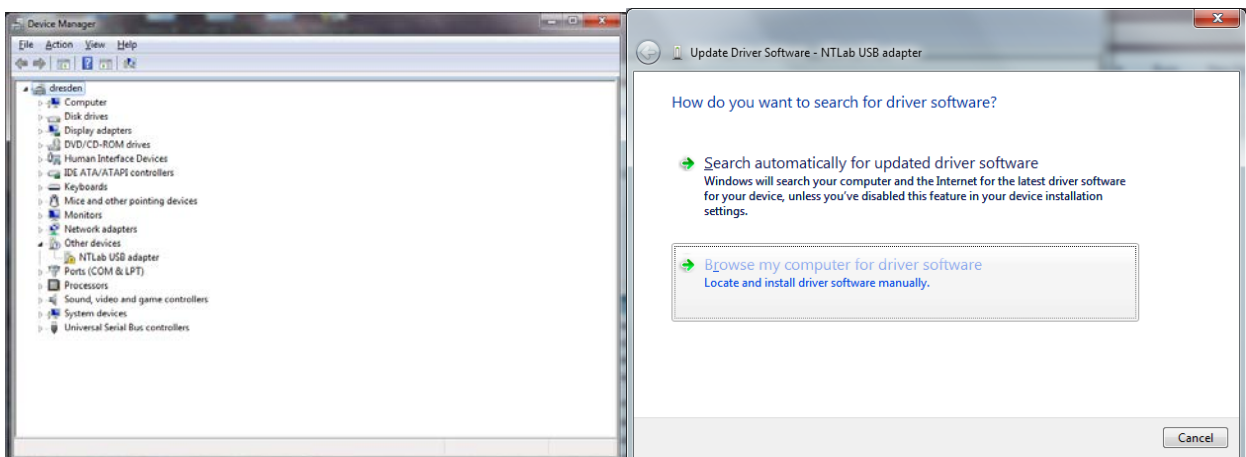 Device Manager
File Action View Help
dresden
Computer
Disk drives
Display adapters
DVD/CD-ROM drives
Human Interface Devices
IDE ATA/ATAPI controllers
Keyboards
Mice and other pointing devices
Monitors
Network adapters
Other devices
NTLab USB adapter
Ports (COM & LPT)
Processors
Sound, video and game controllers
System devices
Universal Serial Bus controllers
Update Driver Software - NTLab USB adapter
How do you want to search for driver software?
Search automatically for updated driver software
Windows will search your computer and the Internet for the latest driver software
for your device, unless you've disabled this feature in your device installation
settings.
Browse my computer for driver software
Locate and install driver software manually.
Cancel